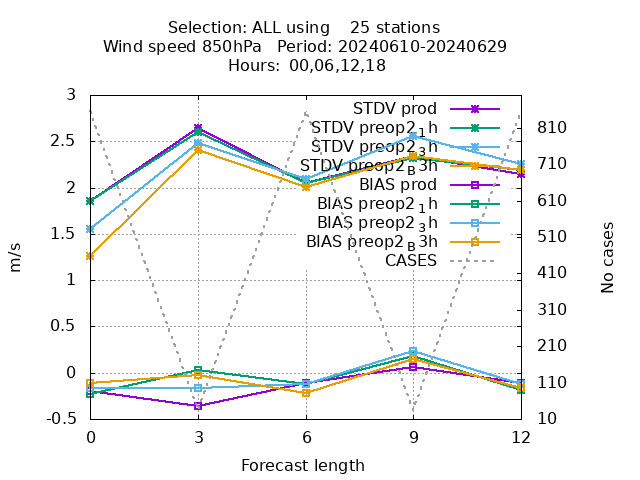 Selection: ALL using    25 stations
Wind speed 850hPa   Period: 20240610-20240629
Hours:  00,06,12,18
m/s
3
2.5
2
1.5
1
0.5
0
-0.5
STDV prod
STDV preop2_1h
STDV preop2_3h
STDV preop2_B3h
BIAS prod
BIAS preop2_1h
BIAS preop2_3h
BIAS preop2_B3h
CASES
810
710
610
510
410
310
210
110
10
No cases
0 3 6 9 12
Forecast length